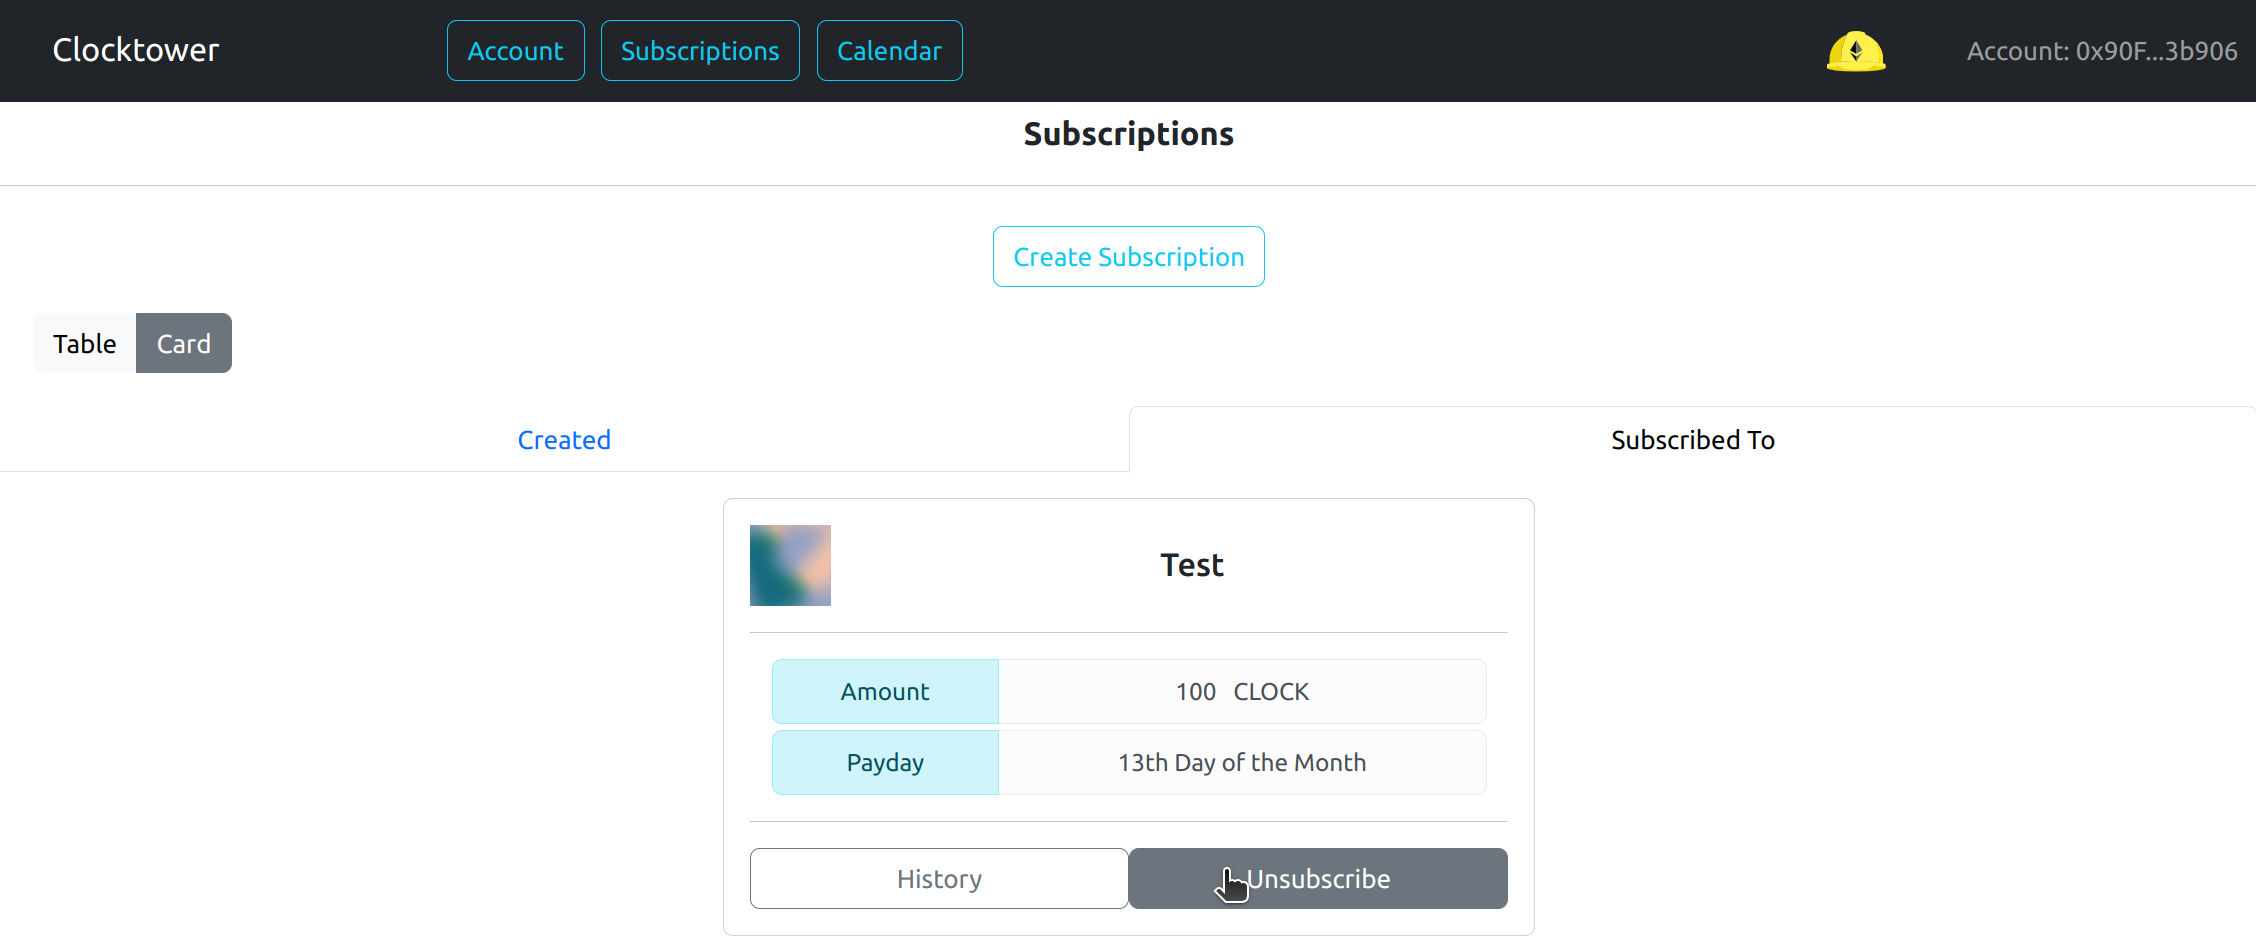 Clocktower Account Subscriptions Calendar Account: 0x90F...3b906
Subscriptions
Create Subscription
Table Card
Created Subscribed To
Test
Amount 100 CLOCK
Payday 13th Day of the Month
History Unsubscribe